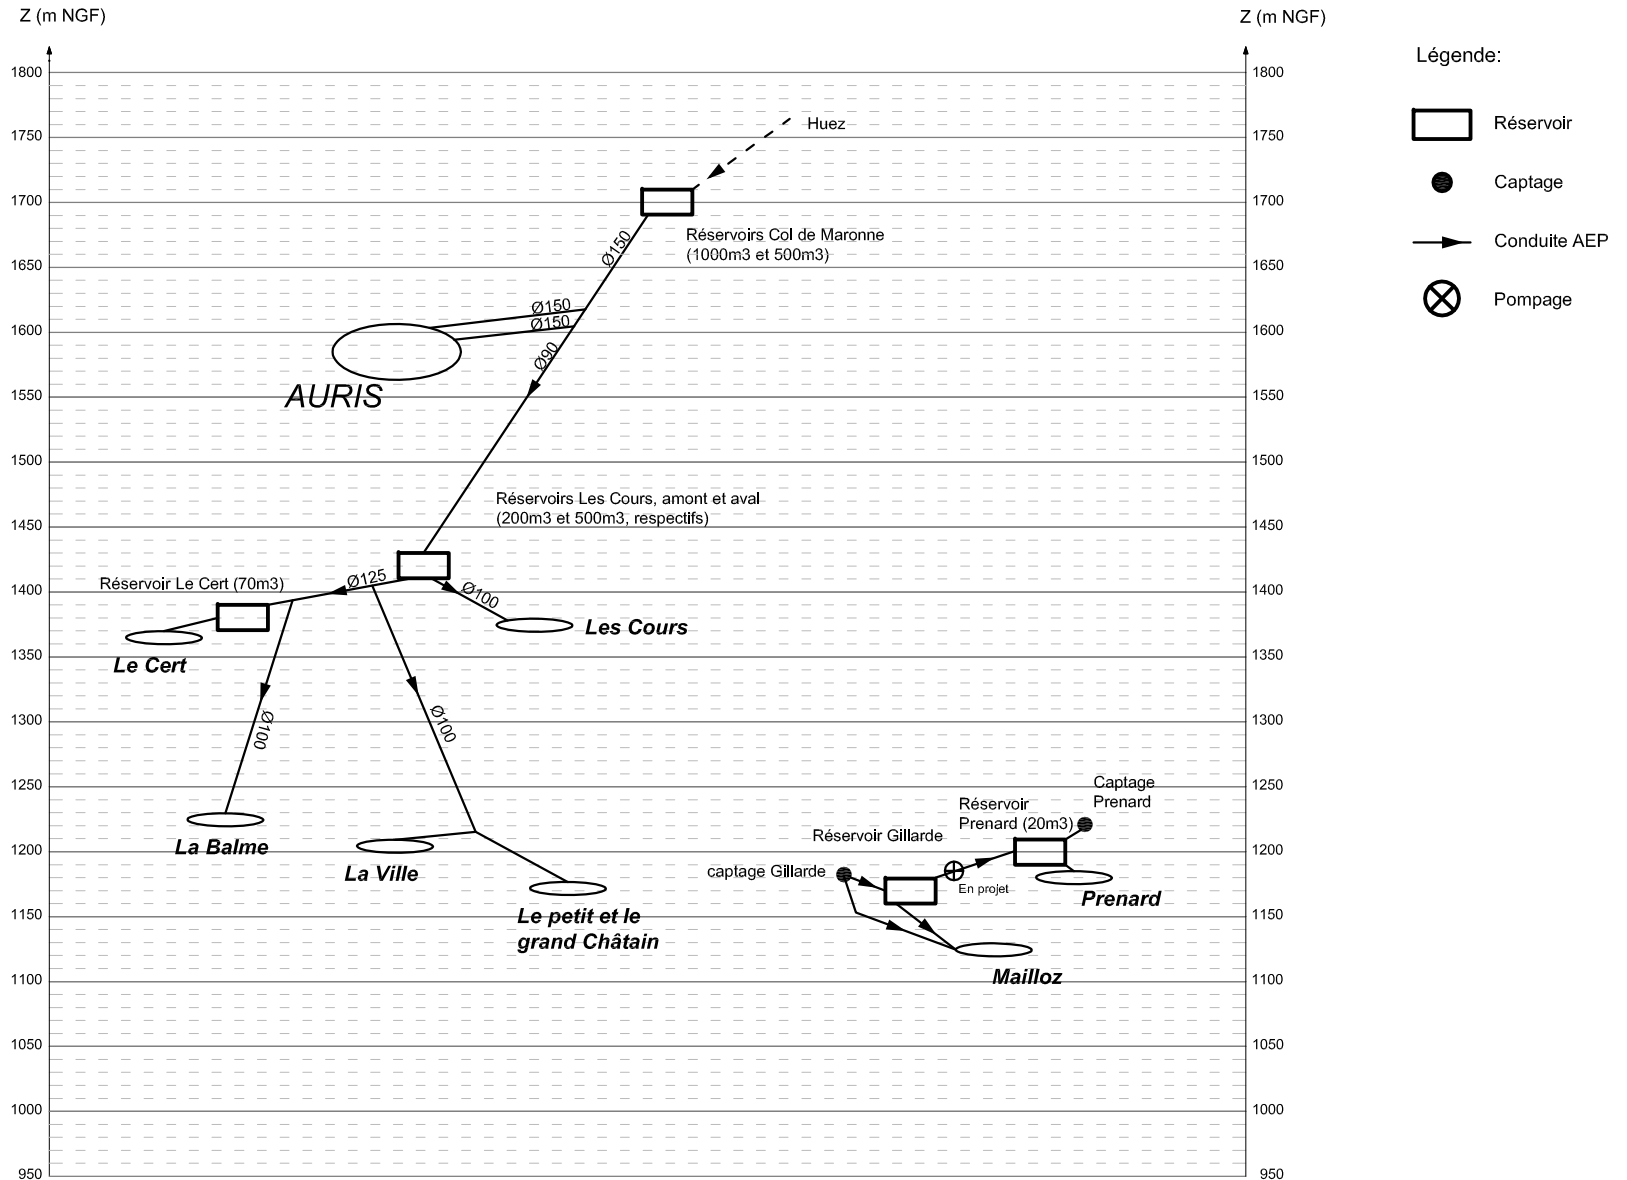 Z (m NGF)
Z (m NGF)
Légende:
1800
1800
Huez
Réservoir
1750
1750
Captage
1700
1700
Réservoirs Col de Maronne
(1000m3 et 500m3)
Ø150
Conduite AEP
1650
1650
Pompage
Ø150
Ø150
1600
1600
Ø90
AURIS
1550
1550
1500
1500
Réservoirs Les Cours, amont et aval
(200m3 et 500m3, respectifs)
1450
1450
Réservoir Le Cert (70m3)
Ø125
Ø100
1400
1400
Les Cours
Le Cert
1350
1350
Ø100
Ø100
1300
1300
1250
1250
Captage
Prenard
Réservoir
Prenard (20m3)
Réservoir Gillarde
La Balme
1200
1200
La Ville
captage Gillarde
En projet
Prenard
Le petit et le
grand Châtain
1150
1150
Mailloz
1100
1100
1050
1050
1000
1000
950
950